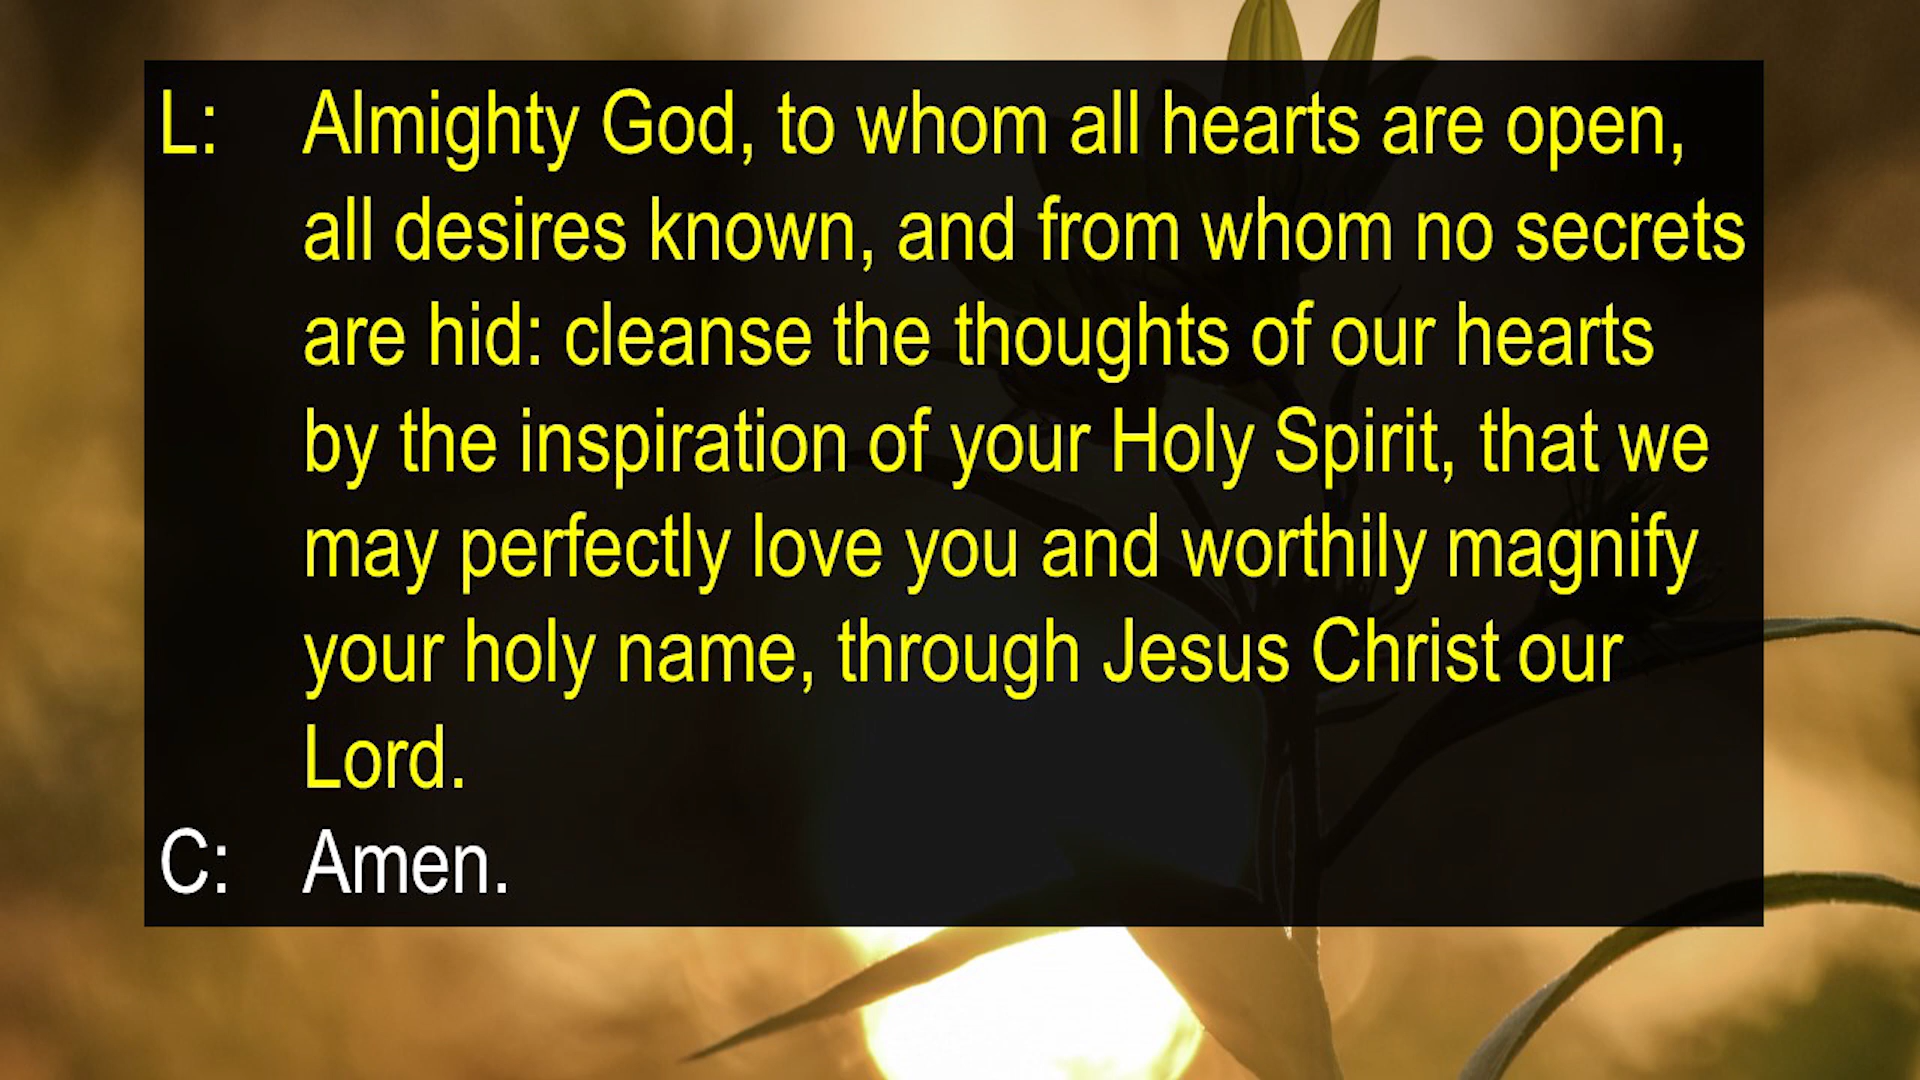 L: Almighty God, to whom all hearts are open,
all desires known, and from whom no secrets
are hid: cleanse the thoughts of our hearts
by the inspiration of your Holy Spirit, that we
may perfectly love you and worthily magnify
your holy name, through Jesus Christ our
Lord.
C: Amen.